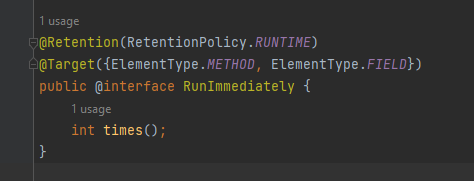 1 usage
@Retention(RetentionPolicy.RUNTIME)
@Target({ElementType.METHOD, ElementType.FIELD})
public @interface RunImmediately {
1 usage
int times();
}